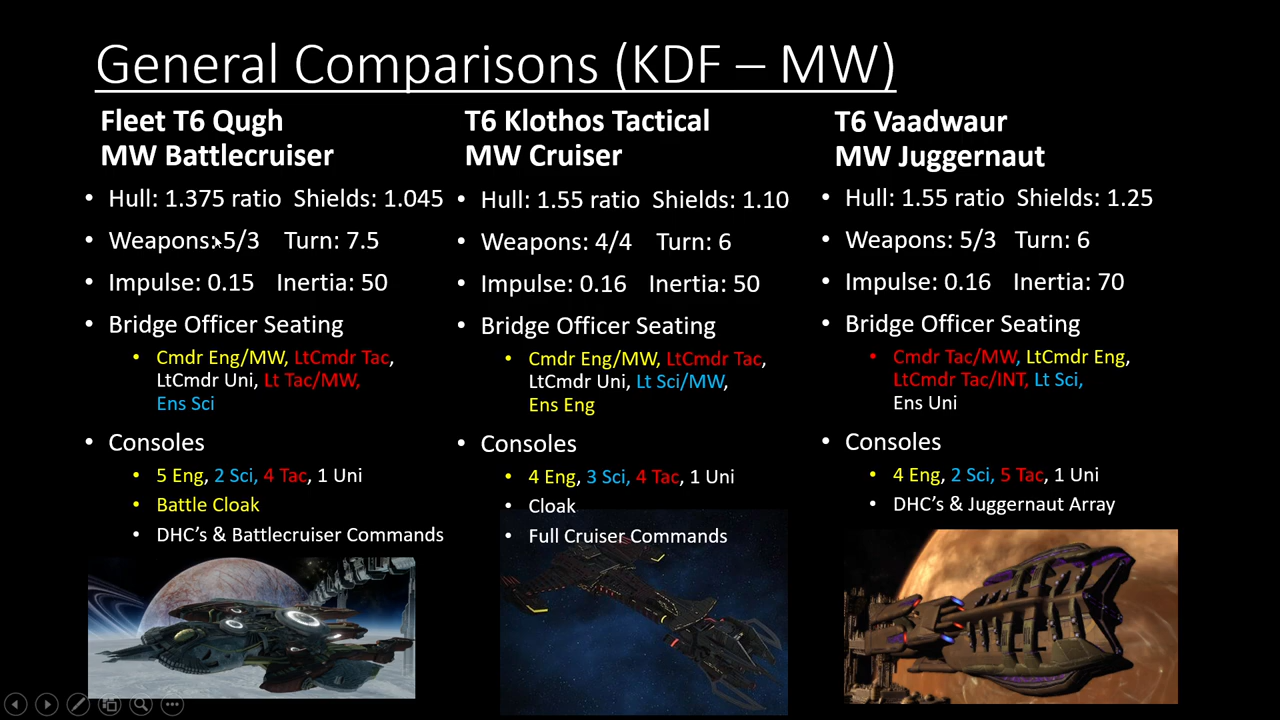 General Comparisons (KDF – MW)
Fleet T6 Qugh
MW Battlecruiser
• Hull: 1.375 ratio Shields: 1.045
• Weapons: 5/3 Turn: 7.5
• Impulse: 0.15 Inertia: 50
• Bridge Officer Seating
• Cmdr Eng/MW, LtCmdr Tac,
LtCmdr Uni, Lt Tac/MW,
Ens Sci
• Consoles
• 5 Eng, 2 Sci, 4 Tac, 1 Uni
• Battle Cloak
• DHC’s & Battlecruiser Commands
T6 Klothos Tactical
MW Cruiser
• Hull: 1.55 ratio Shields: 1.10
• Weapons: 4/4 Turn: 6
• Impulse: 0.16 Inertia: 50
• Bridge Officer Seating
• Cmdr Eng/MW, LtCmdr Tac,
LtCmdr Uni, Lt Sci/MW,
Ens Eng
• Consoles
• 4 Eng, 3 Sci, 4 Tac, 1 Uni
• Cloak
• Full Cruiser Commands
T6 Vaadwaur
MW Juggernaut
• Hull: 1.55 ratio Shields: 1.25
• Weapons: 5/3 Turn: 6
• Impulse: 0.16 Inertia: 70
• Bridge Officer Seating
• Cmdr Tac/MW, LtCmdr Eng,
LtCmdr Tac/INT, Lt Sci,
Ens Uni
• Consoles
• 4 Eng, 2 Sci, 5 Tac, 1 Uni
• DHC’s & Juggernaut Array